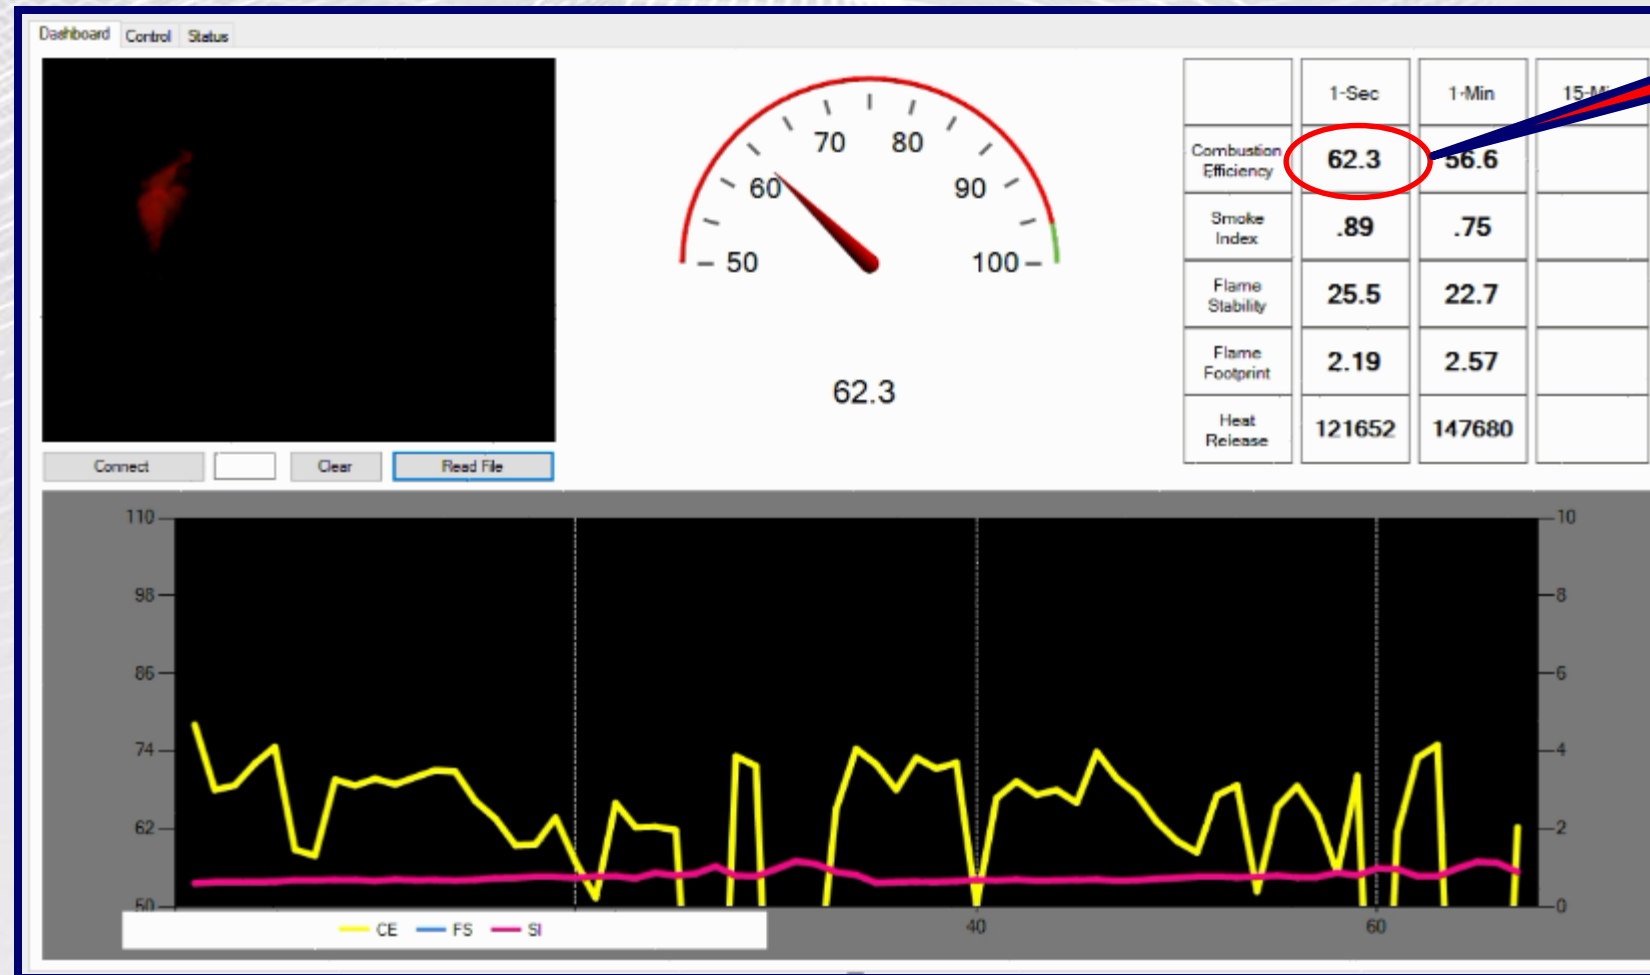 Dashboard Control Status
70 80
60 90
50 100
62.3
1-Sec 1-Min
Combustion Efficiency 62.3 56.6
Smoke Index .89 .75
Flame Stability 25.5 22.7
Flame Footprint 2.19 2.57
Heat Release 121652 147680
Connect Clear Read File
110 10
98 8
86 6
74 4
62 2
50 0
40 60
CE FS SI